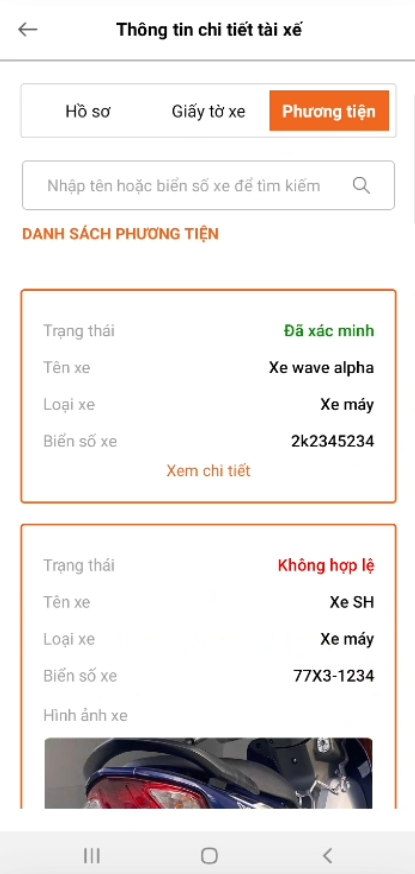 Thông tin chi tiết tài xế
Hồ sơ Giấy tờ xe Phương tiện
Nhập tên hoặc biển số xe để tìm kiếm
DANH SÁCH PHƯƠNG TIỆN
Trạng thái Đã xác minh
Tên xe Xe wave alpha
Loại xe Xe máy
Biển số xe 2k2345234
Xem chi tiết
Trạng thái Không hợp lệ
Tên xe Xe SH
Loại xe Xe máy
Biển số xe 77X3-1234
Hình ảnh xe